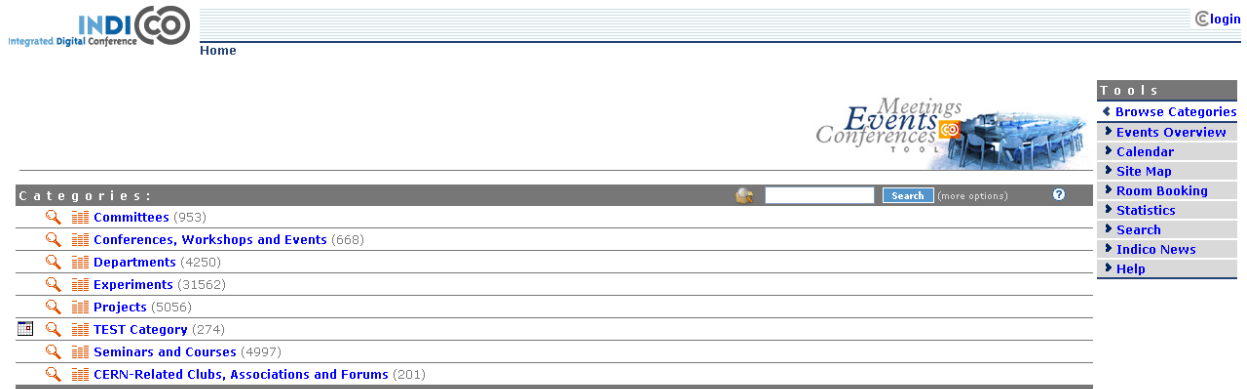 INDICO
Integrated Digital Conference
©login
Home
Meetings
Events
Conferences
TOOL
Tools
Browse Categories
Events Overview
Calendar
Site Map
Room Booking
Statistics
Search
Indico News
Help
Categories:
Search (more options) ?
Committees (953)
Conferences, Workshops and Events (668)
Departments (4250)
Experiments (31562)
Projects (5056)
TEST Category (274)
Seminars and Courses (4997)
CERN-Related Clubs, Associations and Forums (201)